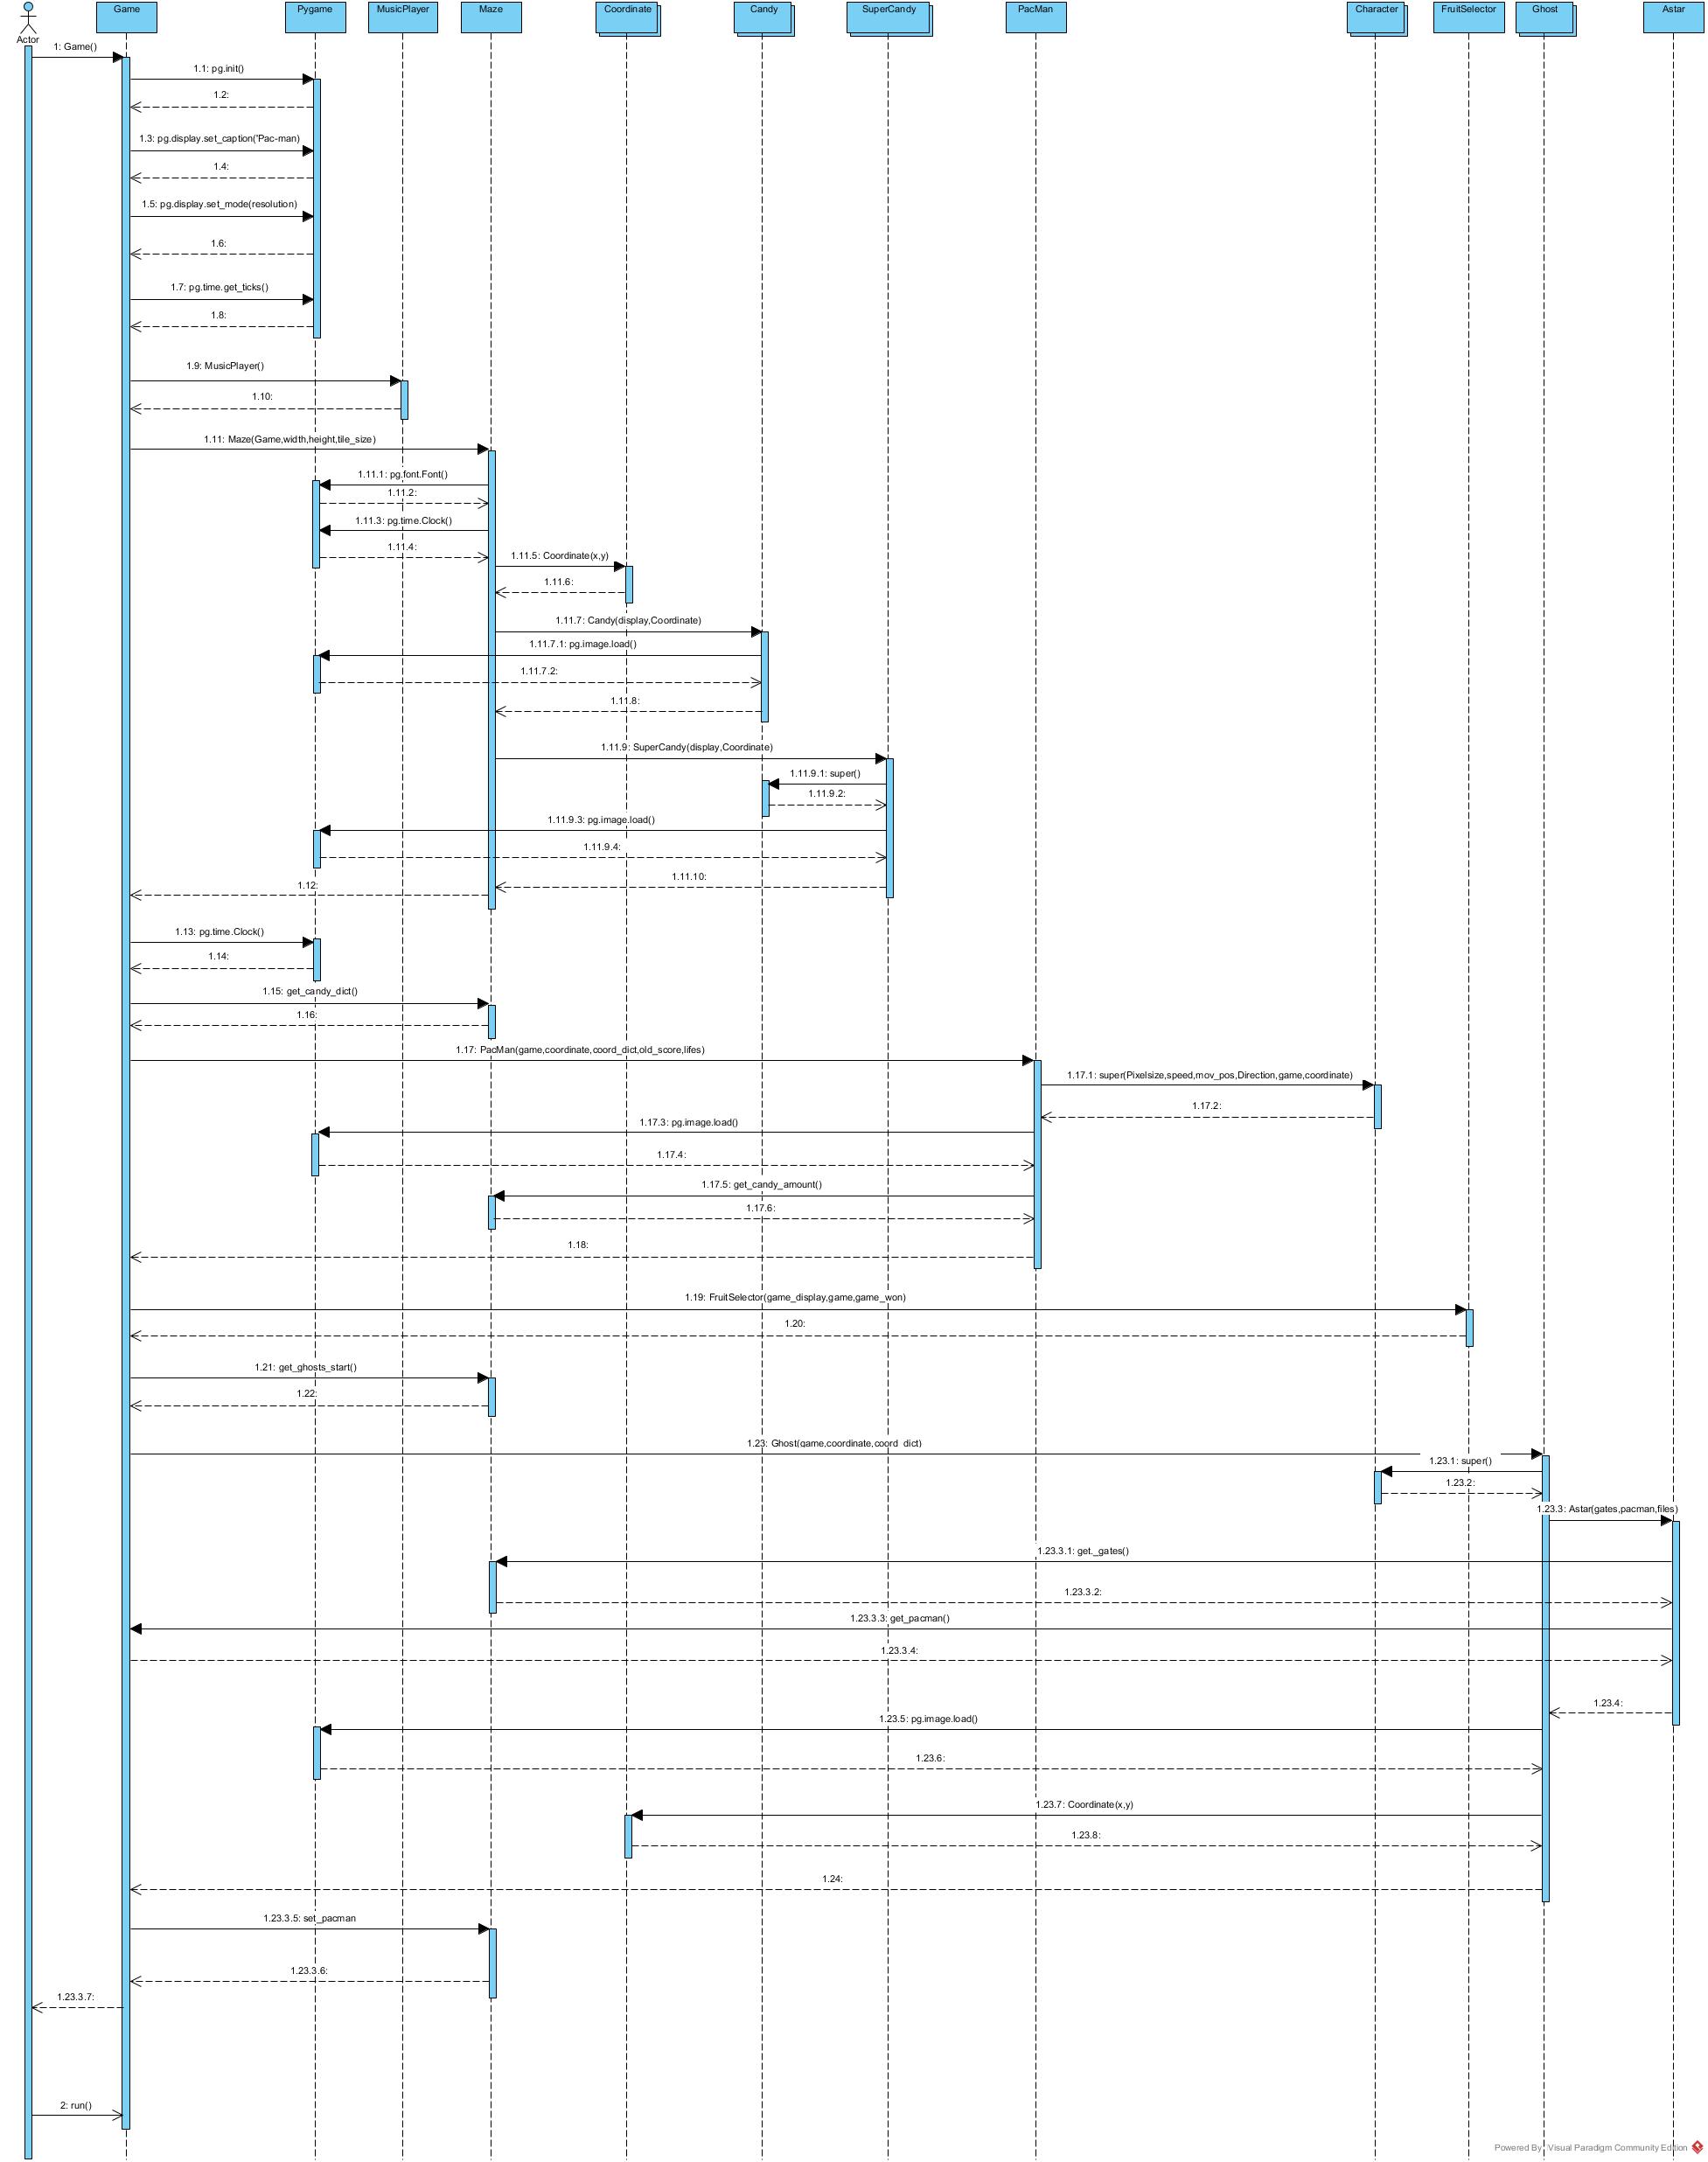 Game
Pygame
MusicPlayer
Maze
Coordinate
Candy
SuperCandy
PacMan
Character
FruitSelector
Ghost
Astar
Actor
1: Game()
1.1: pg.init()
1.2:
1.3: pg.display.set_caption('Pac-man)
1.4:
1.5: pg.display.set_mode(resolution)
1.6:
1.7: pg.time.get_ticks()
1.8:
1.9: MusicPlayer()
1.10:
1.11: Maze(Game,width,height,tile_size)
1.11.1: pg.font.Font()
1.11.2:
1.11.3: pg.time.Clock()
1.11.4:
1.11.5: Coordinate(x,y)
1.11.6:
1.11.7: Candy(display,Coordinate)
1.11.7.1: pg.image.load()
1.11.7.2:
1.11.8:
1.11.9: SuperCandy(display,Coordinate)
1.11.9.1: super()
1.11.9.2:
1.11.9.3: pg.image.load()
1.11.9.4:
1.11.10:
1.12:
1.13: pg.time.Clock()
1.14:
1.15: get_candy_dict()
1.16:
1.17: PacMan(game,coordinate,coord_dict,old_score,lifes)
1.17.1: super(Pixelsize,speed,mov_pos,Direction,game,coordinate)
1.17.2:
1.17.3: pg.image.load()
1.17.4:
1.17.5: get_candy_amount()
1.17.6:
1.18:
1.19: FruitSelector(game_display,game,game_won)
1.20:
1.21: get_ghosts_start()
1.22:
1.23: Ghost(game,coordinate,coord_dict)
1.23.1: super()
1.23.2:
1.23.3: Astar(gates,pacman,files)
1.23.3.1: get._gates()
1.23.3.2:
1.23.3.3: get_pacman()
1.23.3.4:
1.23.4:
1.23.5: pg.image.load()
1.23.6:
1.23.7: Coordinate(x,y)
1.23.8:
1.24:
1.23.3.5: set_pacman
1.23.3.6:
1.23.3.7:
2: run()
Powered By Visual Paradigm Community Edition